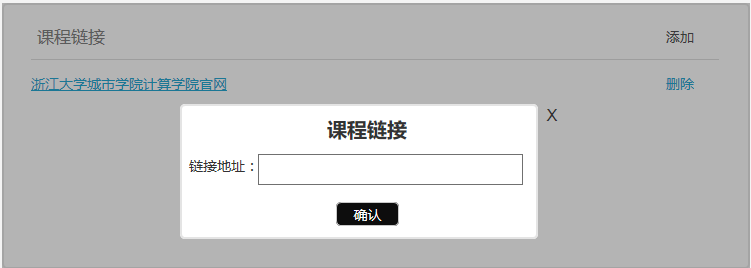 课程链接 添加
浙江大学城市学院计算学院官网 删除
X
课程链接
链接地址：
确认